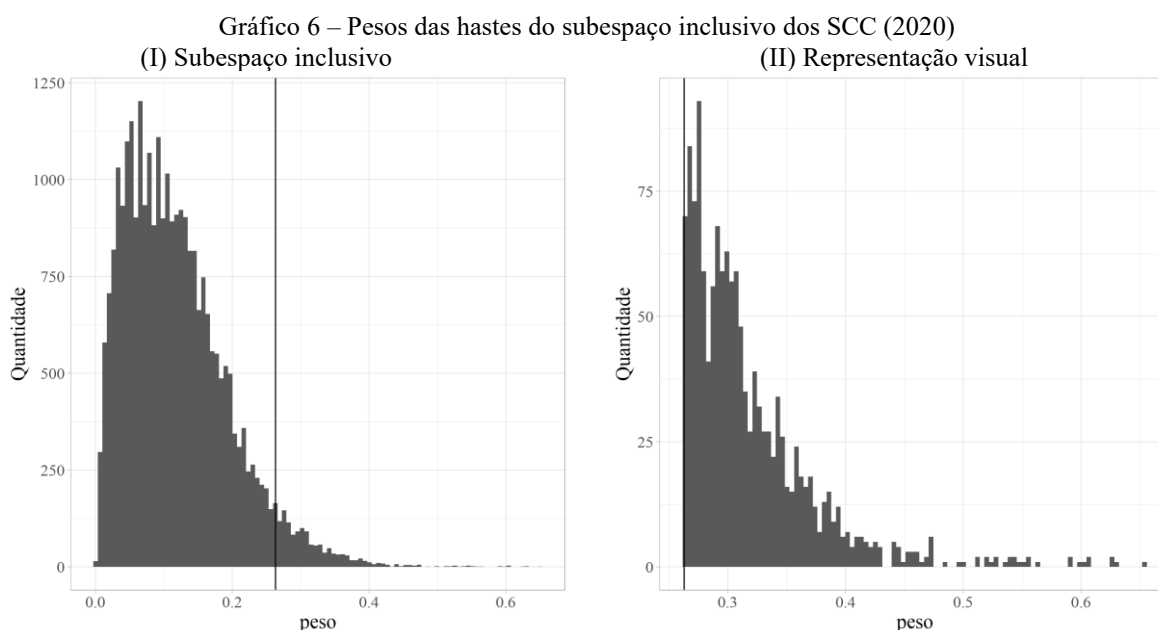 Gráfico 6 – Pesos das hastes do subespaço inclusivo dos SCC (2020)
(I) Subespaço inclusivo
(II) Representação visual
1250
1000
750
500
250
0
Quantidade
0.0 0.2 0.4 0.6
peso
75
50
25
0
Quantidade
0.3 0.4 0.5 0.6
peso